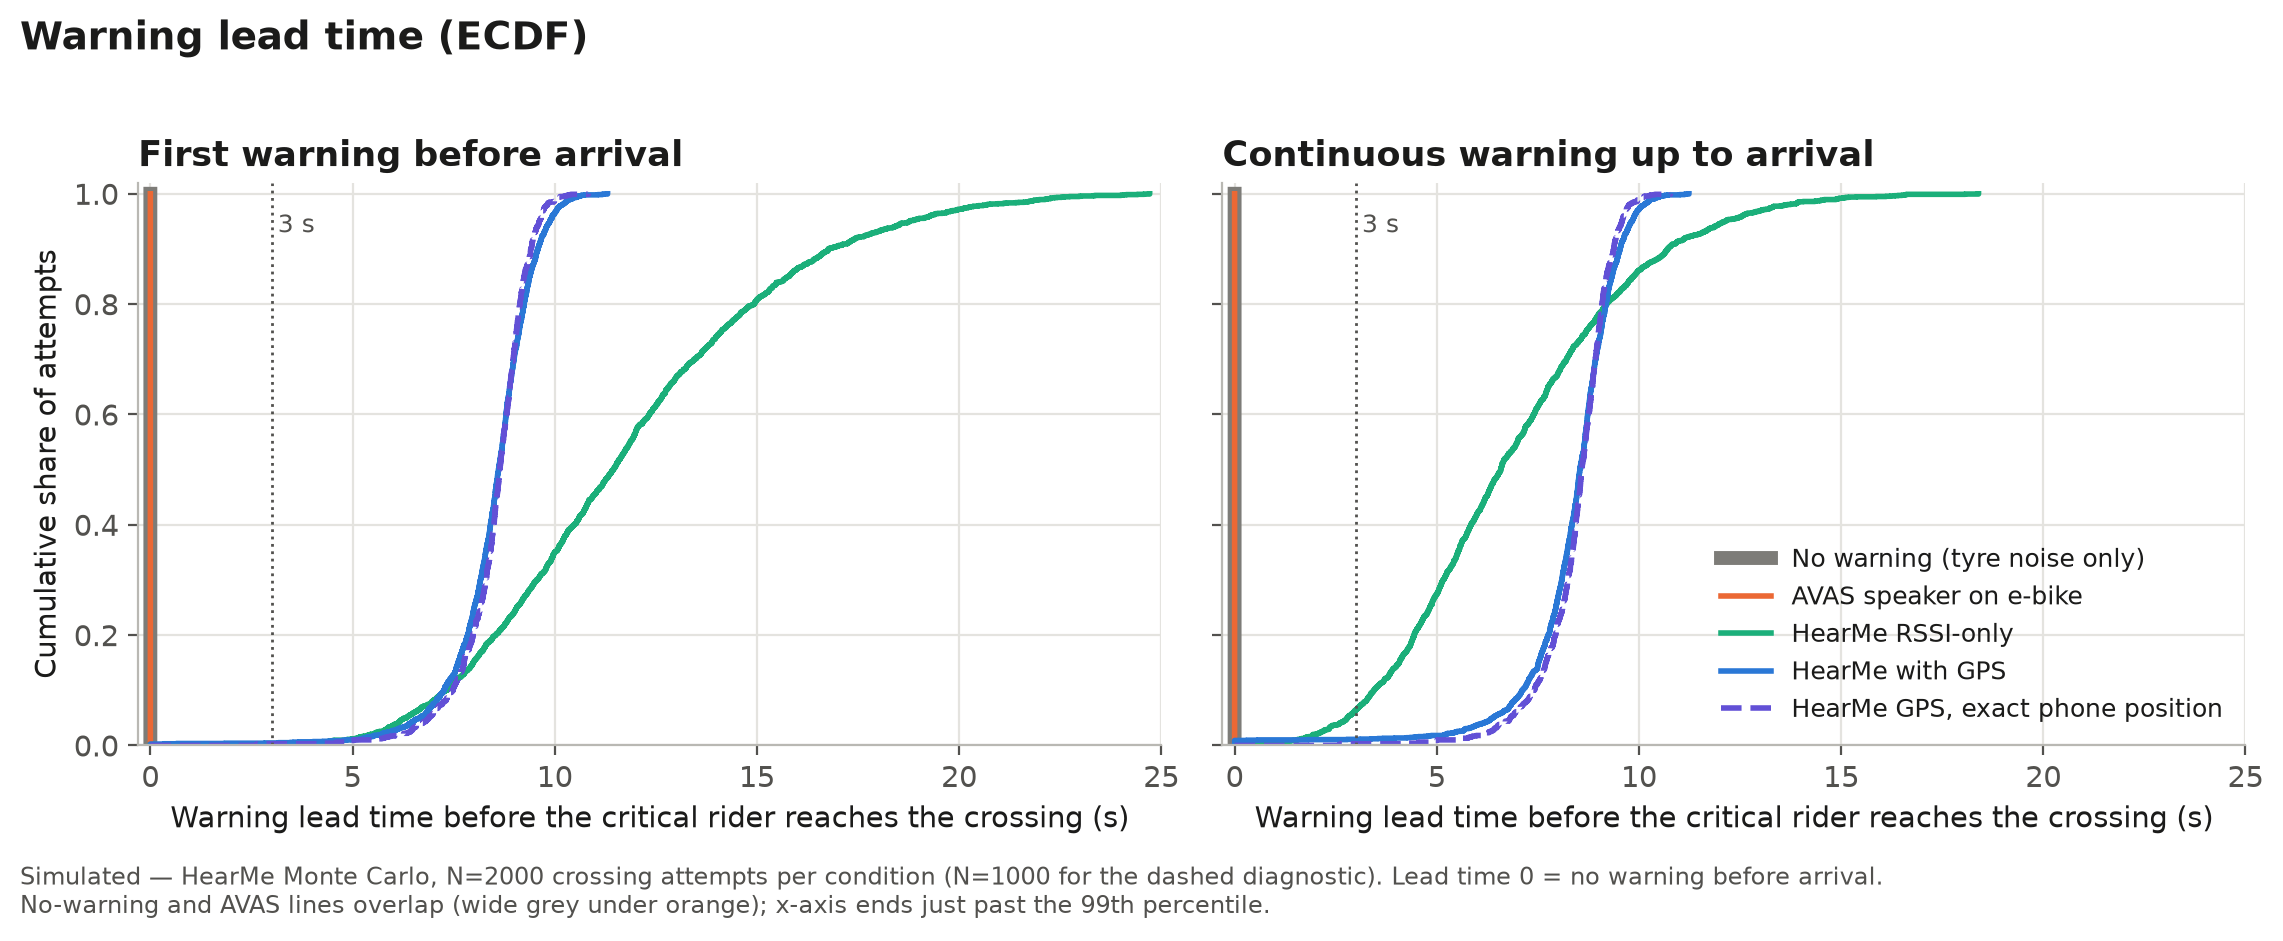 Warning lead time (ECDF)
First warning before arrival
Continuous warning up to arrival
Cumulative share of attempts
1.0
0.8
0.6
0.4
0.2
0.0
3 s
3 s
No warning (tyre noise only)
AVAS speaker on e-bike
HearMe RSSI-only
HearMe with GPS
HearMe GPS, exact phone position
0 5 10 15 20 25
0 5 10 15 20 25
Warning lead time before the critical rider reaches the crossing (s)
Warning lead time before the critical rider reaches the crossing (s)
Simulated — HearMe Monte Carlo, N=2000 crossing attempts per condition (N=1000 for the dashed diagnostic). Lead time 0 = no warning before arrival.
No-warning and AVAS lines overlap (wide grey under orange); x-axis ends just past the 99th percentile.